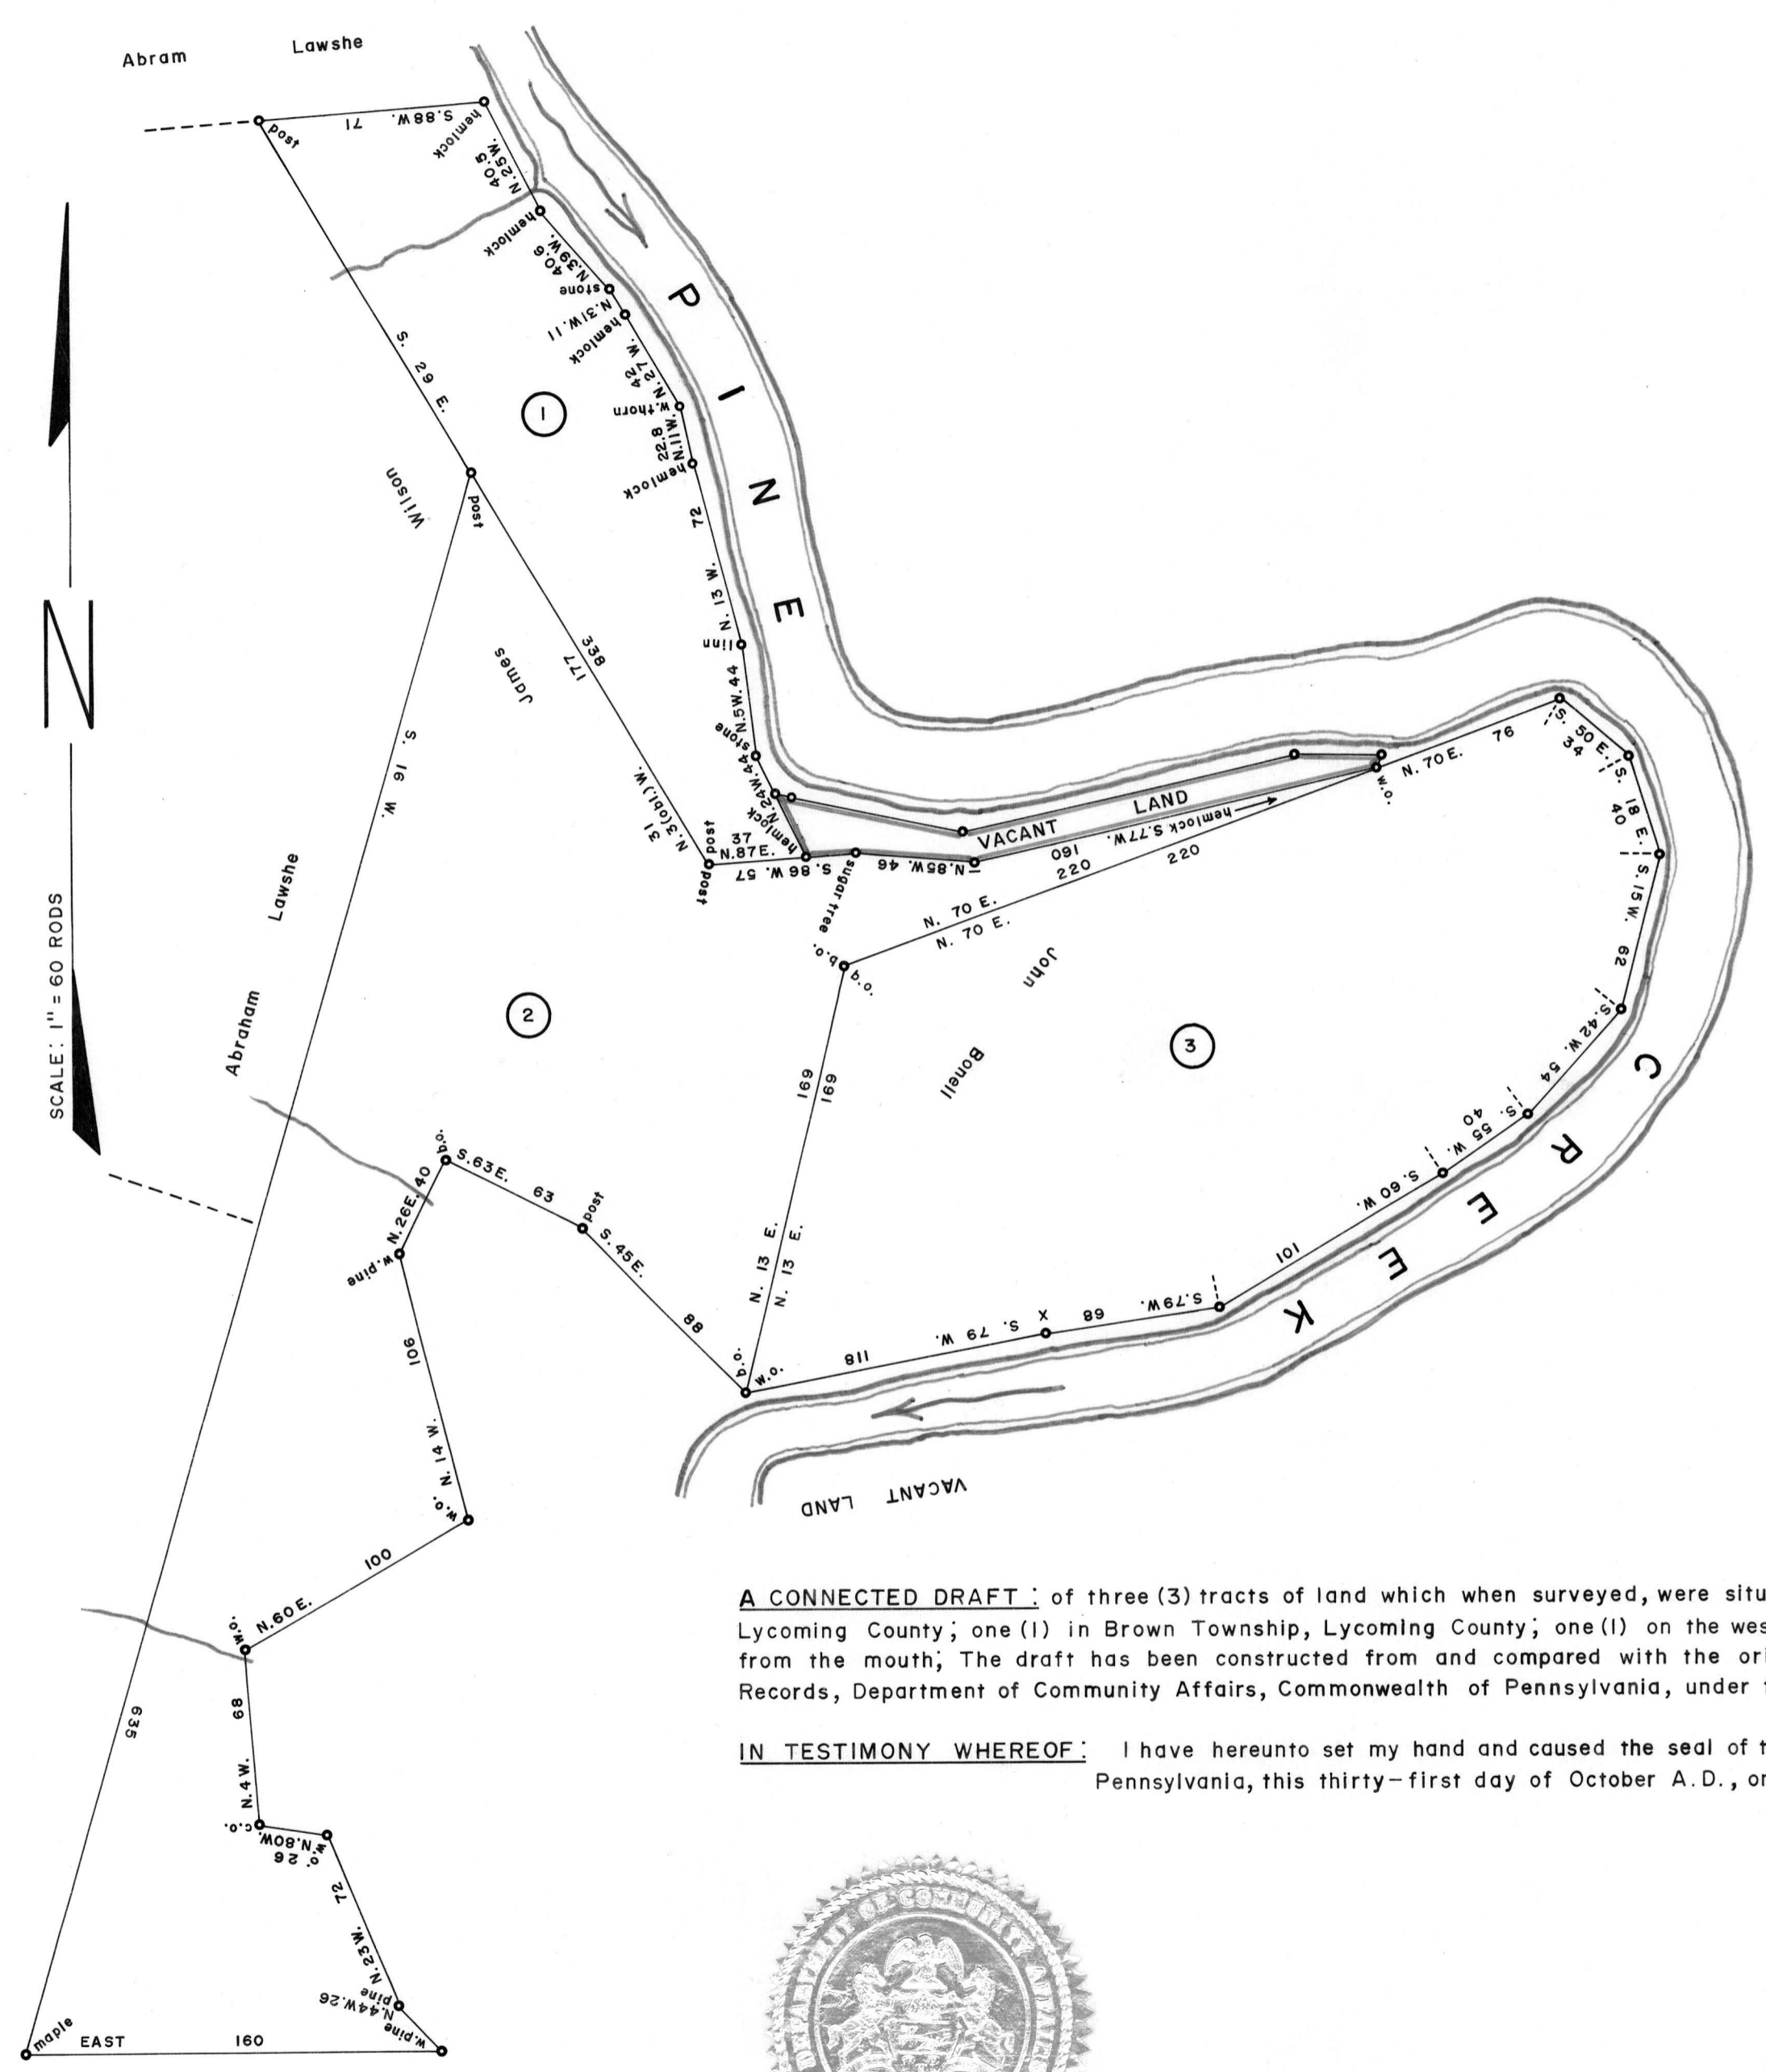 Abram Lawshe
S.88W. 71
post
hemlock
N.25W.
40.5
hemlock
N.39W.
40.6
stone
N.31W. 11
hemlock
N.27W.
42
w.thorn
N.11W.
22.8
hemlock
72
N. 13 W.
linn
N.5W.44
stone
N.24W.44
hemlock
S. 29 E.
1
PINE
Wilson
post
James
338
177
N.3(obl.)W.
31
post
37
N.87E.
post
S. 86 W. 57
sugar tree
N.85W. 46
VACANT LAND
hemlock S.77W.
160
220
220
N. 70 E.
N. 70 E.
w.o.
N. 70E. 76
S. 50 E.
34
S. 18 E.
40
S. 15W. 62
S.42W. 54
S. 55 W.
40
S. 60 W.
101
S.79W. 68
X
S. 79 W.
118
CREEK
N
SCALE: 1" = 60 RODS
S. 16 W.
Abraham Lawshe
2
b.o.
b.o.
John
Bonell
3
169
169
N. 13 E.
N. 13 E.
b.o.
w.o.
b.o.
S.63E. 63
post
S. 45E.
88
N.26E. 40
w.pine
106
N. 14 W.
w.o.
100
N.60E.
w.o.
68
N.4W.
c.o.
N.80W.
26
w.o.
72
N.23W.
pine
N.44W.26
w.pine
635
maple
EAST 160
VACANT LAND
A CONNECTED DRAFT : of three (3) tracts of land which when surveyed, were situ
Lycoming County; one (1) in Brown Township, Lycoming County; one (1) on the wes
from the mouth; The draft has been constructed from and compared with the ori
Records, Department of Community Affairs, Commonwealth of Pennsylvania, under
IN TESTIMONY WHEREOF: I have hereunto set my hand and caused the seal of t
Pennsylvania, this thirty-first day of October A.D., or
OF COMMUNITY